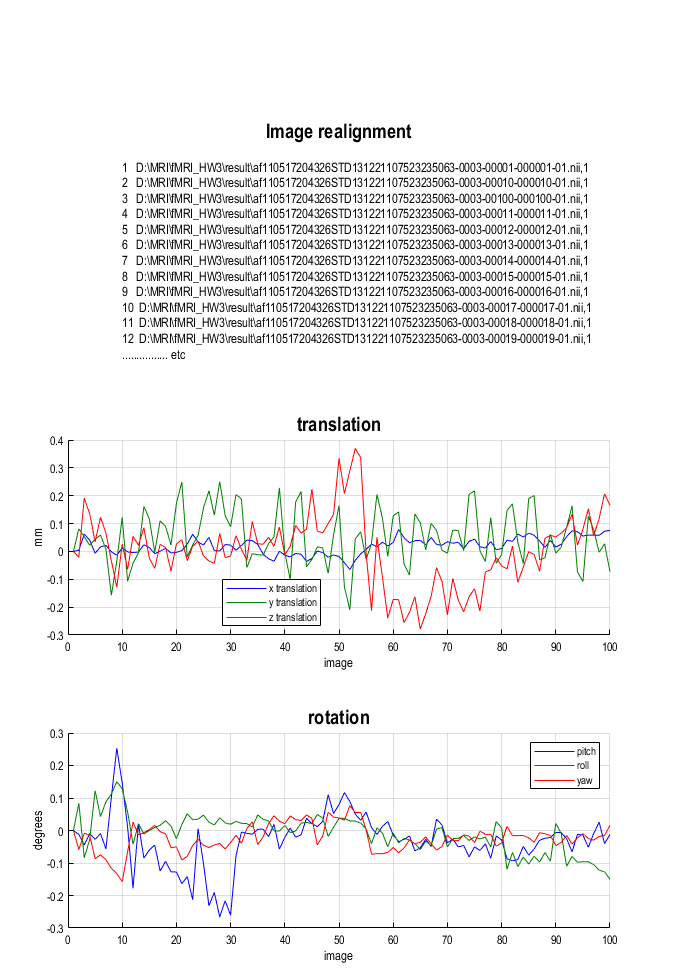 Image realignment
1 D:\MRI\fMRI_HW3\result\af110517204326STD131221107523235063-0003-00001-000001-01.nii,1
2 D:\MRI\fMRI_HW3\result\af110517204326STD131221107523235063-0003-00010-000010-01.nii,1
3 D:\MRI\fMRI_HW3\result\af110517204326STD131221107523235063-0003-00100-000100-01.nii,1
4 D:\MRI\fMRI_HW3\result\af110517204326STD131221107523235063-0003-00011-000011-01.nii,1
5 D:\MRI\fMRI_HW3\result\af110517204326STD131221107523235063-0003-00012-000012-01.nii,1
6 D:\MRI\fMRI_HW3\result\af110517204326STD131221107523235063-0003-00013-000013-01.nii,1
7 D:\MRI\fMRI_HW3\result\af110517204326STD131221107523235063-0003-00014-000014-01.nii,1
8 D:\MRI\fMRI_HW3\result\af110517204326STD131221107523235063-0003-00015-000015-01.nii,1
9 D:\MRI\fMRI_HW3\result\af110517204326STD131221107523235063-0003-00016-000016-01.nii,1
10 D:\MRI\fMRI_HW3\result\af110517204326STD131221107523235063-0003-00017-000017-01.nii,1
11 D:\MRI\fMRI_HW3\result\af110517204326STD131221107523235063-0003-00018-000018-01.nii,1
12 D:\MRI\fMRI_HW3\result\af110517204326STD131221107523235063-0003-00019-000019-01.nii,1
................ etc
translation
0.4
0.3
0.2
0.1
0
-0.1
-0.2
-0.3
mm
x translation
y translation
z translation
0 10 20 30 40 50 60 70 80 90 100
image
rotation
0.3
0.2
0.1
0
-0.1
-0.2
-0.3
degrees
pitch
roll
yaw
0 10 20 30 40 50 60 70 80 90 100
image